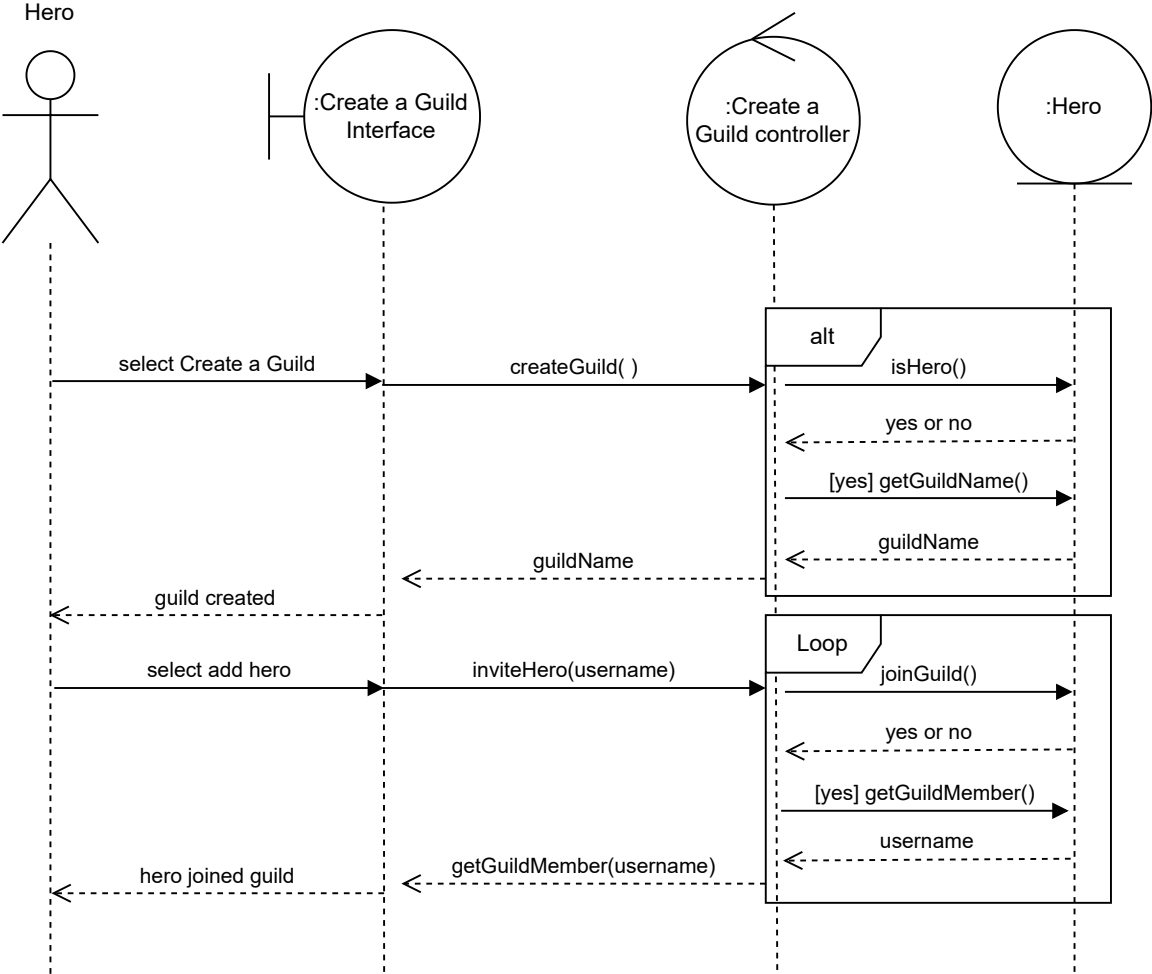 Hero
:Create a Guild
Interface
:Create a
Guild controller
:Hero
alt
select Create a Guild
createGuild( )
isHero()
yes or no
[yes] getGuildName()
guildName
guildName
guild created
Loop
select add hero
inviteHero(username)
joinGuild()
yes or no
[yes] getGuildMember()
username
getGuildMember(username)
hero joined guild